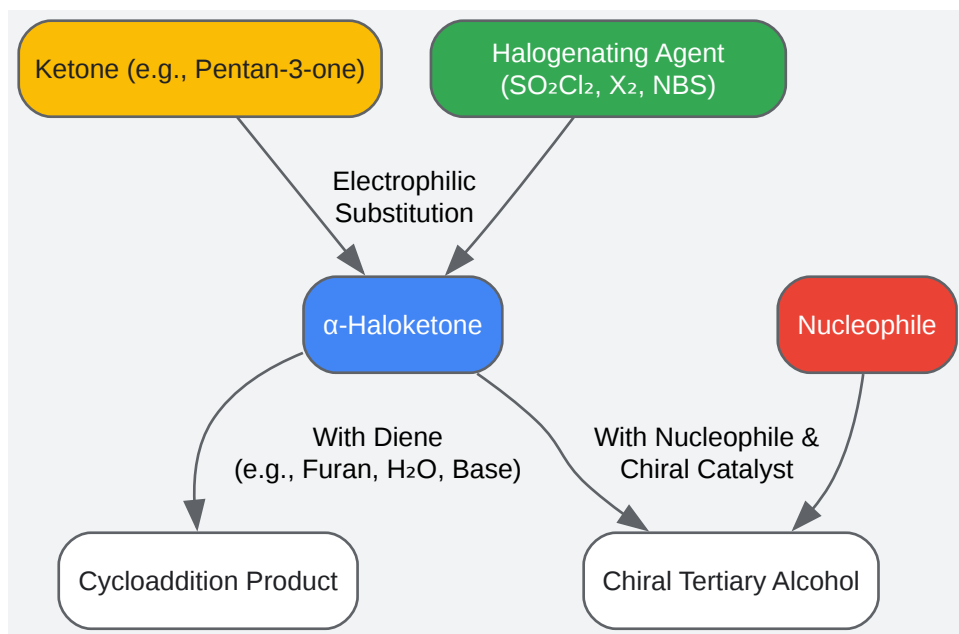 Ketone (e.g., Pentan-3-one)
Halogenating Agent
(SO₂Cl₂, X₂, NBS)
Electrophilic
Substitution
α-Haloketone
Nucleophile
With Diene
(e.g., Furan, H₂O, Base)
With Nucleophile &
Chiral Catalyst
Cycloaddition Product
Chiral Tertiary Alcohol